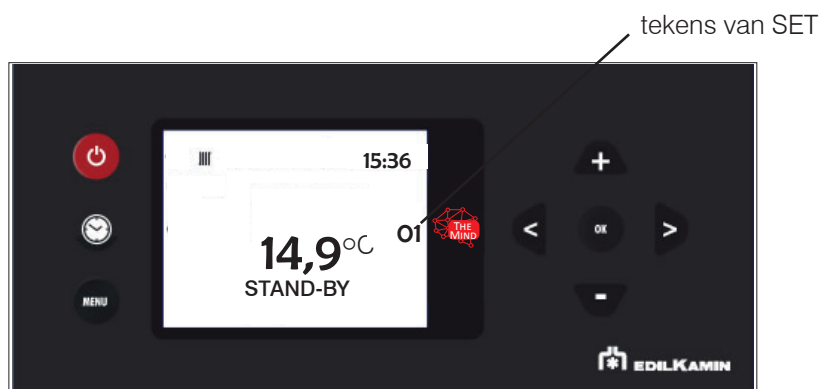 tekens van SET
15:36
01
THE
MIND
14,9°C
STAND-BY
MENU
+
<
OK
>
-
EDILKAMIN